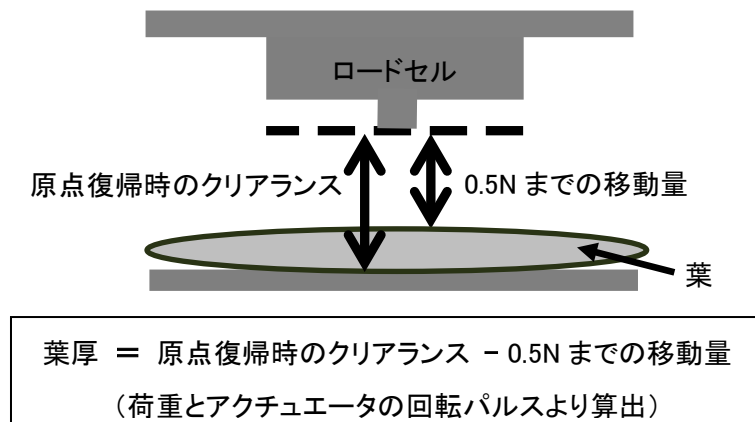 ロードセル
原点復帰時のクリアランス
0.5N までの移動量
葉
葉厚 = 原点復帰時のクリアランス - 0.5N までの移動量
(荷重とアクチュエータの回転パルスより算出)